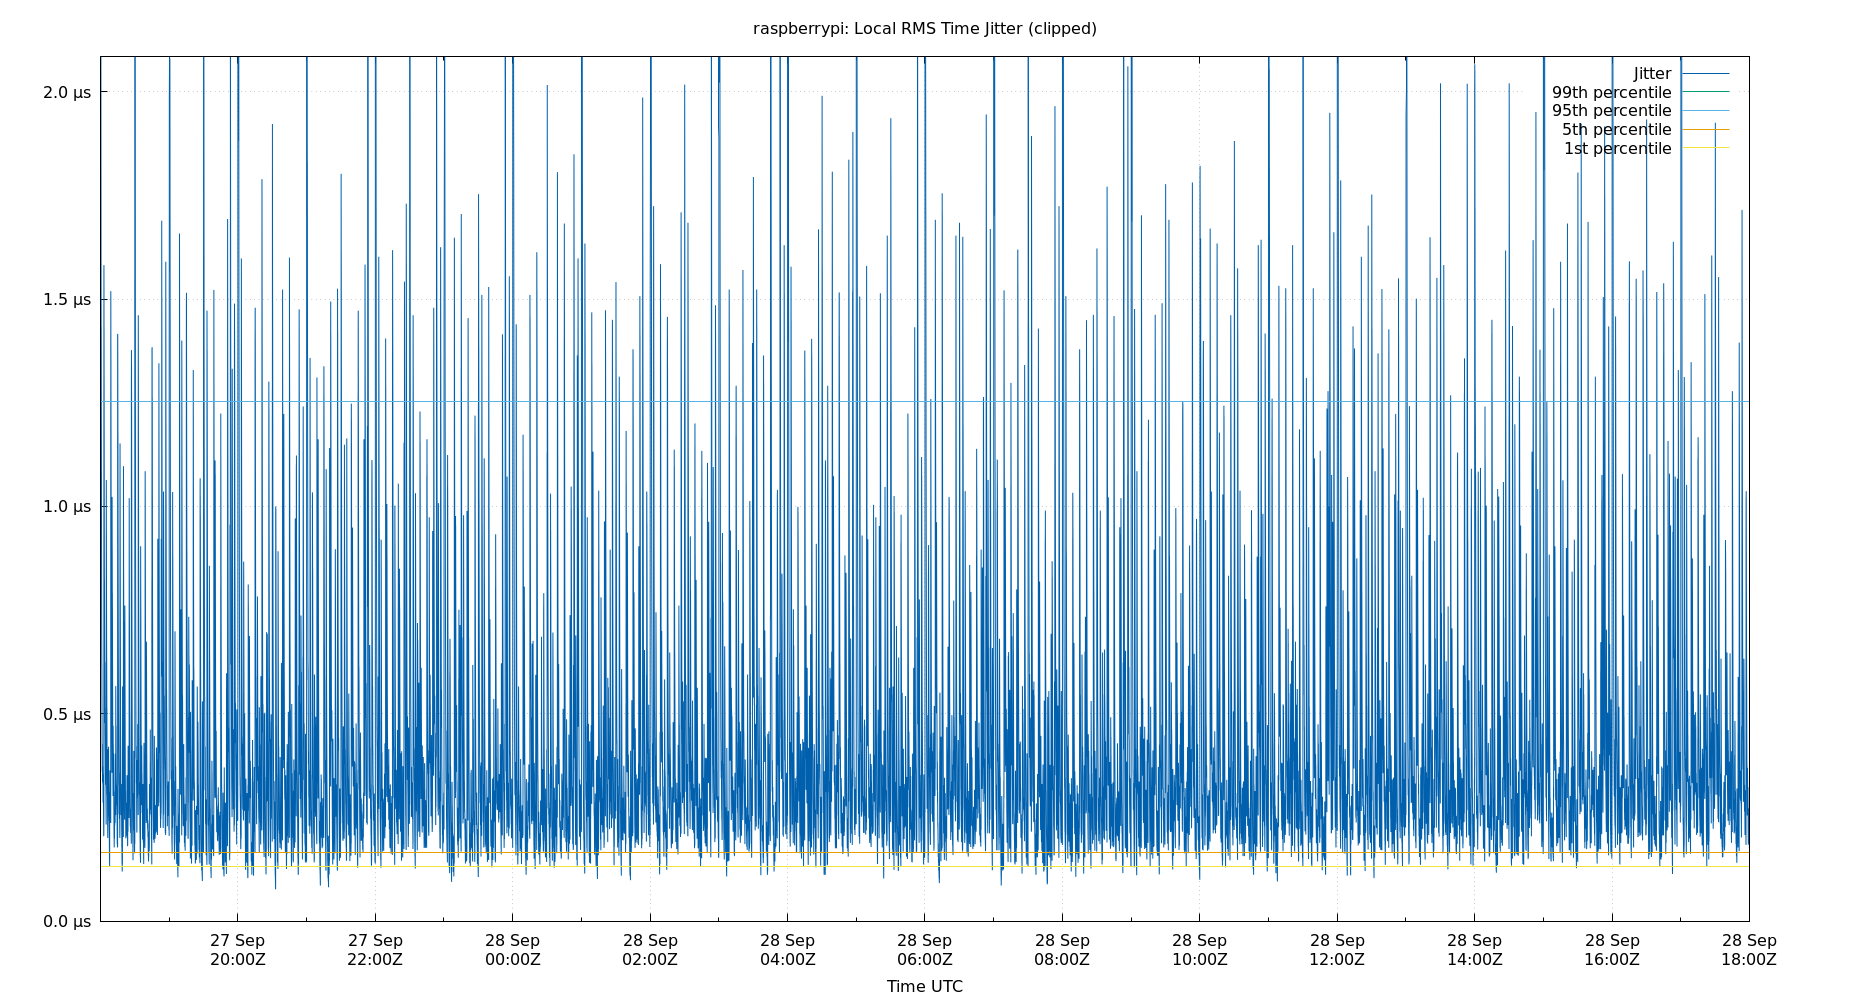 raspberrypi: Local RMS Time Jitter (clipped)
Jitter
99th percentile
95th percentile
5th percentile
1st percentile
2.0 µs
1.5 µs
1.0 µs
0.5 µs
0.0 µs
27 Sep 27 Sep 28 Sep 28 Sep 28 Sep 28 Sep 28 Sep 28 Sep 28 Sep 28 Sep 28 Sep 28 Sep
20:00Z 22:00Z 00:00Z 02:00Z 04:00Z 06:00Z 08:00Z 10:00Z 12:00Z 14:00Z 16:00Z 18:00Z
Time UTC